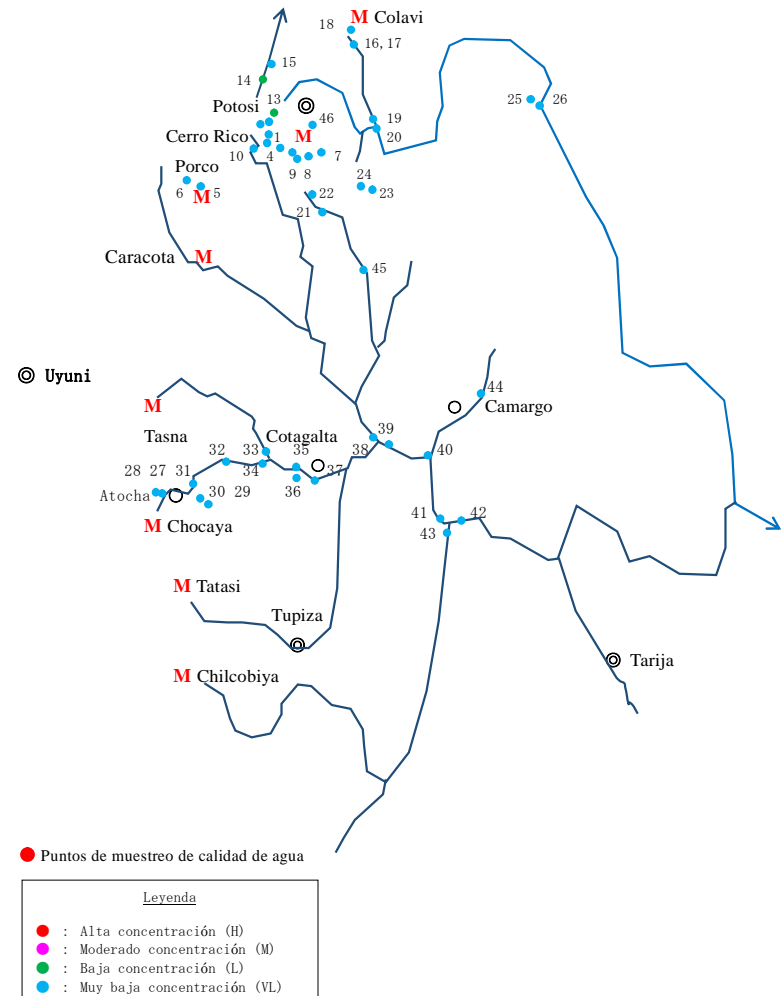 18 M Colavi
16,17
15
14
13
Potosi
46
19
20
25 26
Cerro Rico 1 M
10 4 9 8 7
Porco
6 5
M
24
23
22
21
Caracota M
45
Uyuni
M
44
Camargo
Tasna
Cotagalta
39
38
40
32 33 35
28 27 31 34 37
Atocha 30 29 36
M Chocaya
41 42
43
M Tatasi
Tupiza
Tarija
M Chilcobiya
Puntos de muestreo de calidad de agua
Leyenda
: Alta concentración (H)
: Moderado concentración (M)
: Baja concentración (L)
: Muy baja concentración (VL)